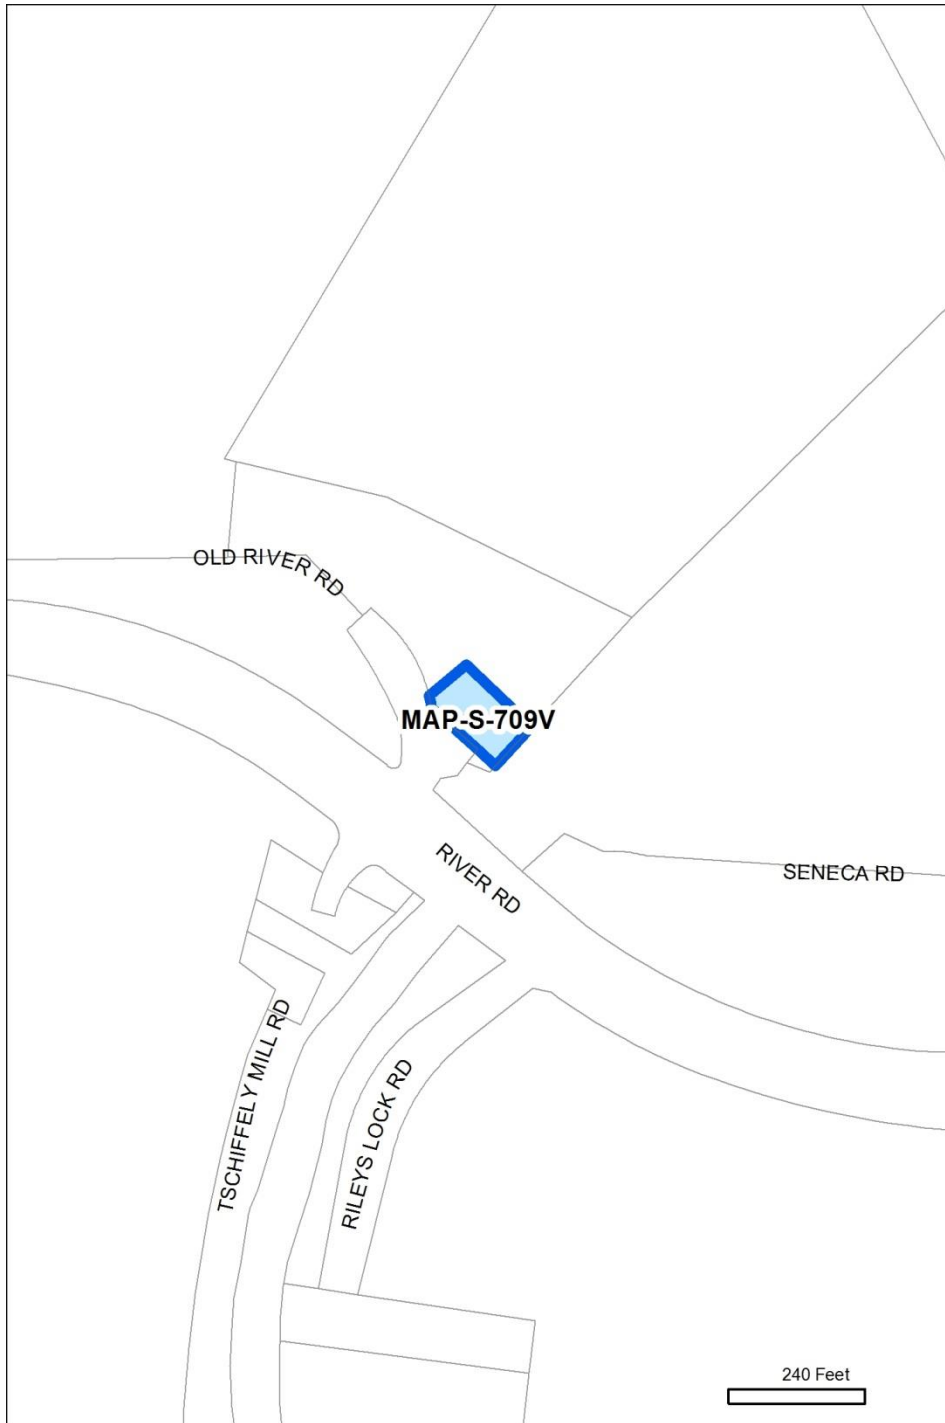 OLD RIVER RD
MAP-S-709V
RIVER RD
SENECA RD
TSCHIFFELY MILL RD
RILEYS LOCK RD
240 Feet